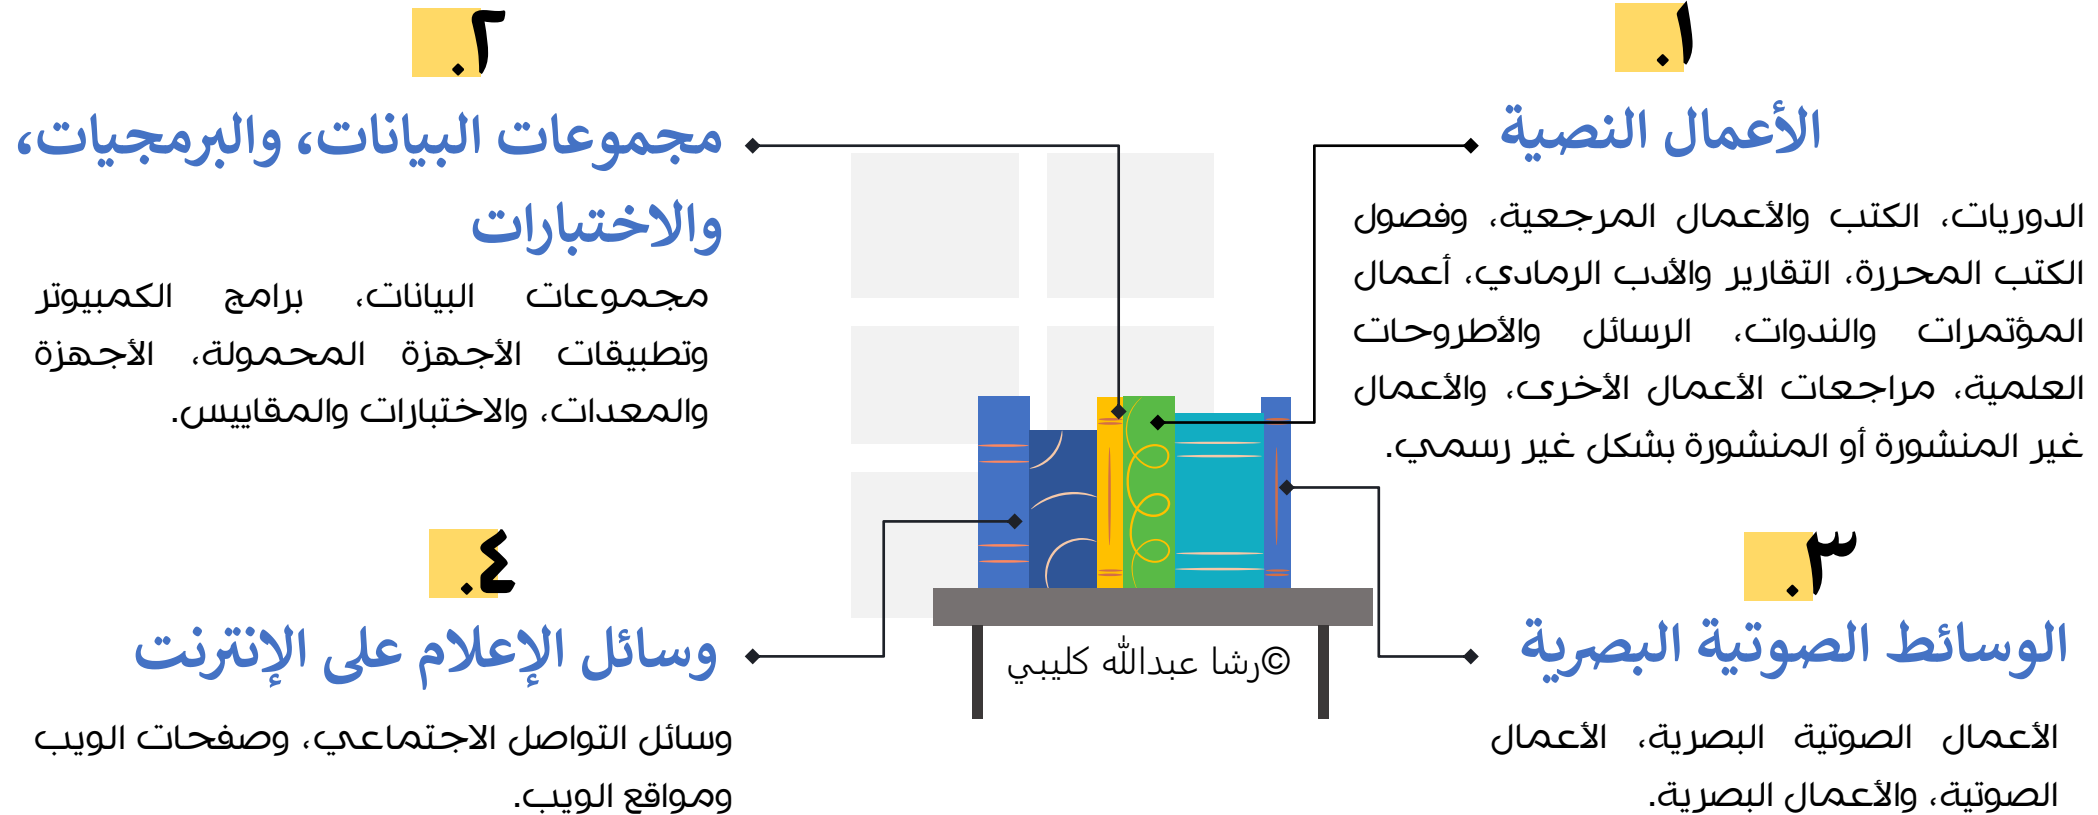 ١.
الأعمال النصية
الدوريات، الكتب والأعمال المرجعية، وفصول
الكتب المحررة، التقارير والأدب الرمادي، أعمال
المؤتمرات والندوات، الرسائل والأطروحات
العلمية، مراجعات الأعمال الأخرى، والأعمال
غير المنشورة أو المنشورة بشكل غير رسمي.
٢.
مجموعات البيانات، والبرمجيات،
والاختبارات
مجموعات البيانات، برامج الكمبيوتر
وتطبيقات الأجهزة المحمولة، الأجهزة
والمعدات، والاختبارات والمقاييس.
٣.
الوسائط الصوتية البصرية
الأعمال الصوتية البصرية، الأعمال
الصوتية، والأعمال البصرية.
٤.
وسائل الإعلام على الإنترنت
وسائل التواصل الاجتماعي، وصفحات الويب
ومواقع الويب.
©رشا عبدالله كليبي